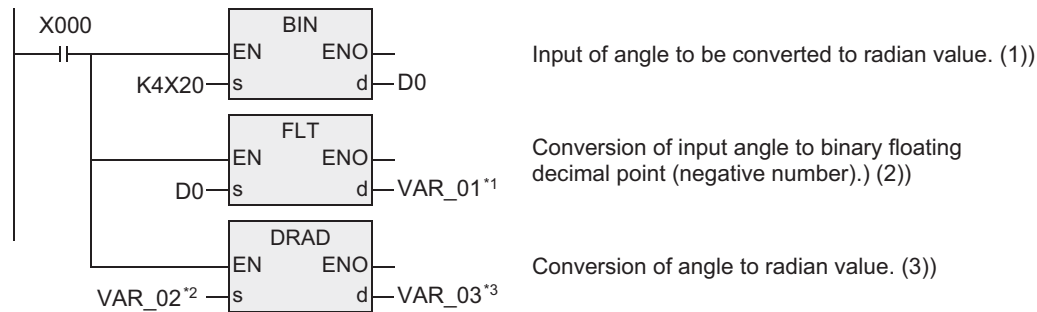 X000
BIN
EN ENO
K4X20 s d D0
Input of angle to be converted to radian value. (1))
FLT
EN ENO
D0 s d VAR_01*1
Conversion of input angle to binary floating
decimal point (negative number).) (2))
DRAD
EN ENO
VAR_02*2 s d VAR_03*3
Conversion of angle to radian value. (3))